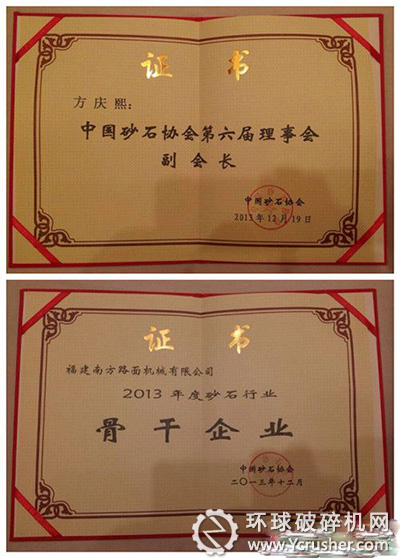 证书
方庆熙：
中国砂石协会第六届理事会
副会长
中国砂石协会
2013年12月19日
证书
福建南方路面机械有限公司
2013年度砂石行业
骨干企业
中国砂石协会
二〇一三年十二月
环球破碎机网
www.Ycrusher.com